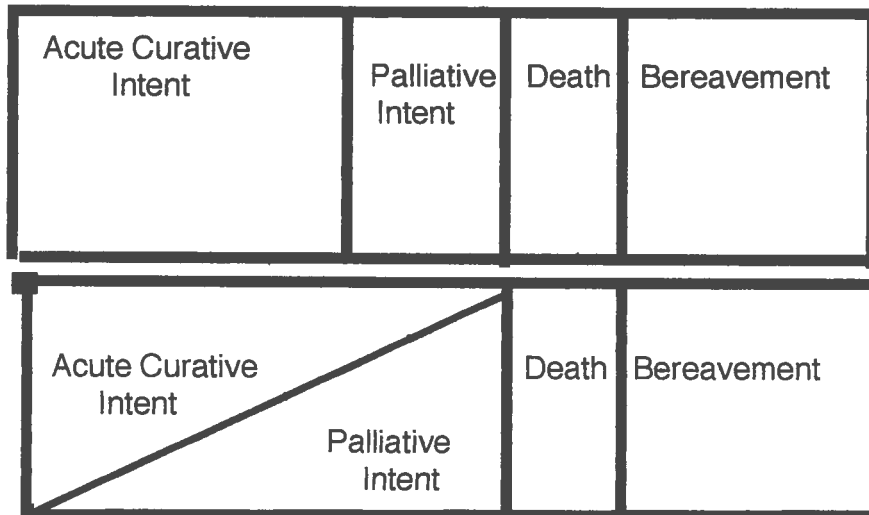 Acute Curative
Intent
Palliative
Intent
Death
Bereavement
Acute Curative
Intent
Palliative
Intent
Death
Bereavement